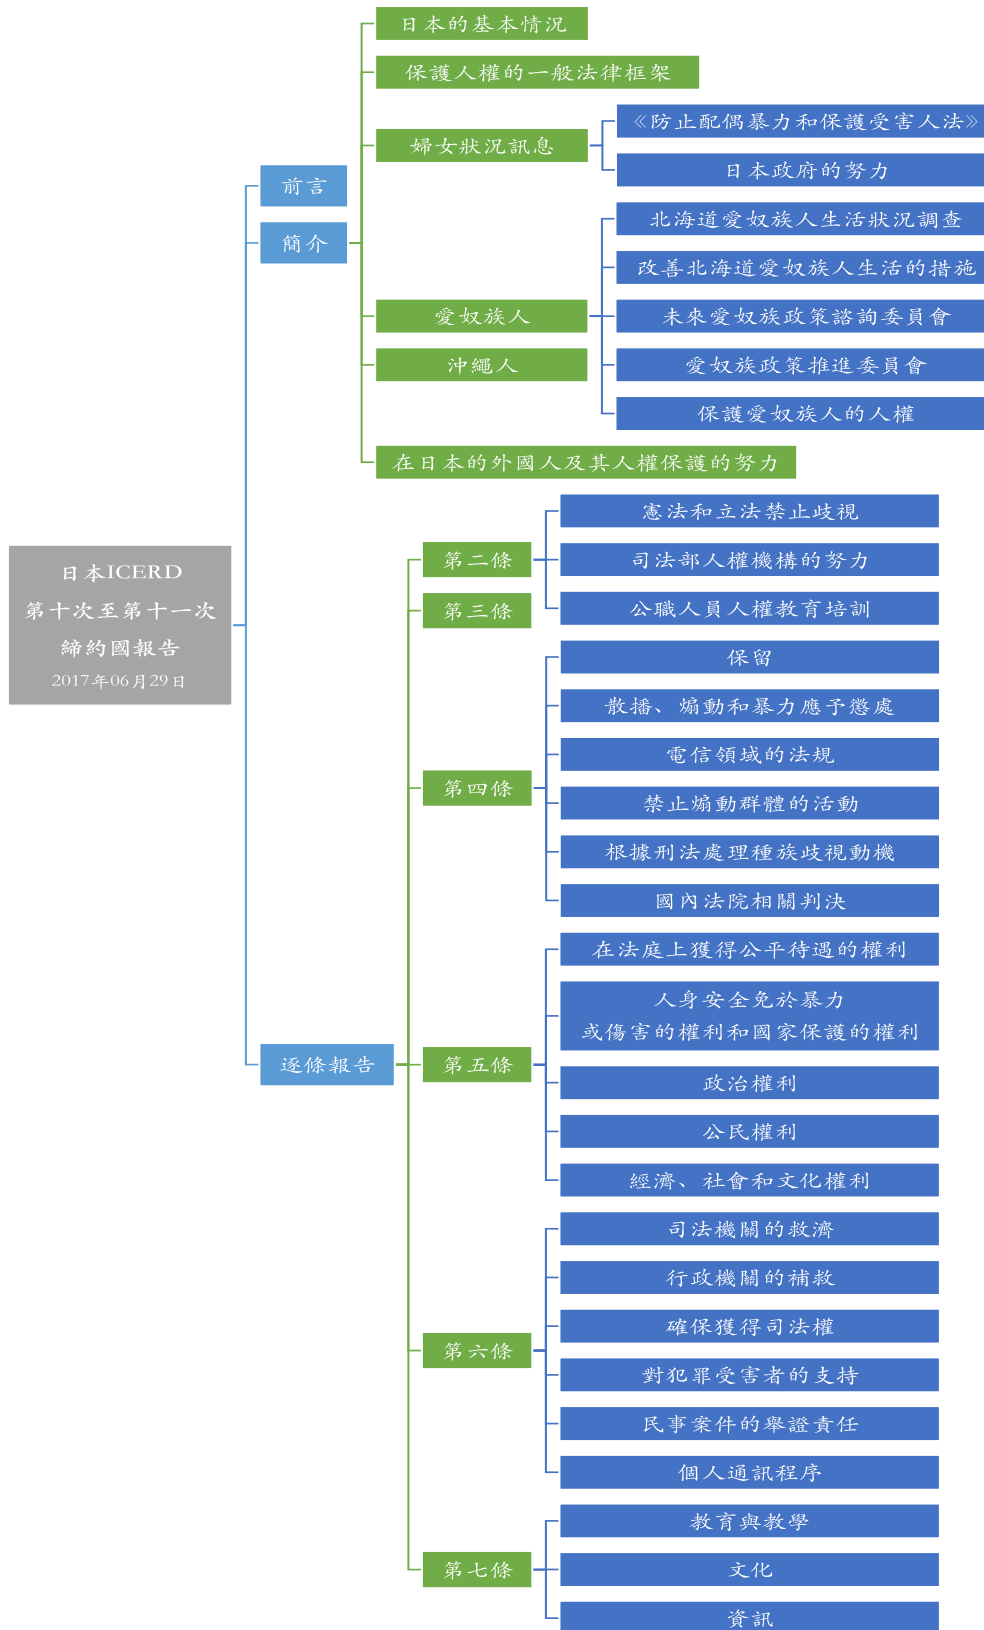 日本ICERD
第十次至第十一次
締約國報告
2017年06月29日
前言
簡介
日本的基本情況
保護人權的一般法律框架
婦女狀況訊息
《防止配偶暴力和保護受害人法》
日本政府的努力
愛奴族人
北海道愛奴族人生活狀況調查
改善北海道愛奴族人生活的措施
未來愛奴族政策諮詢委員會
愛奴族政策推進委員會
保護愛奴族人的人權
沖繩人
在日本的外國人及其人權保護的努力
逐條報告
第二條
憲法和立法禁止歧視
司法部人權機構的努力
公職人員人權教育培訓
第三條
第四條
保留
散播、煽動和暴力應予懲處
電信領域的法規
禁止煽動群體的活動
根據刑法處理種族歧視動機
國內法院相關判決
第五條
在法庭上獲得公平待遇的權利
人身安全免於暴力
或傷害的權利和國家保護的權利
政治權利
公民權利
經濟、社會和文化權利
第六條
司法機關的救濟
行政機關的補救
確保獲得司法權
對犯罪受害者的支持
民事案件的舉證責任
個人通訊程序
第七條
教育與教學
文化
資訊